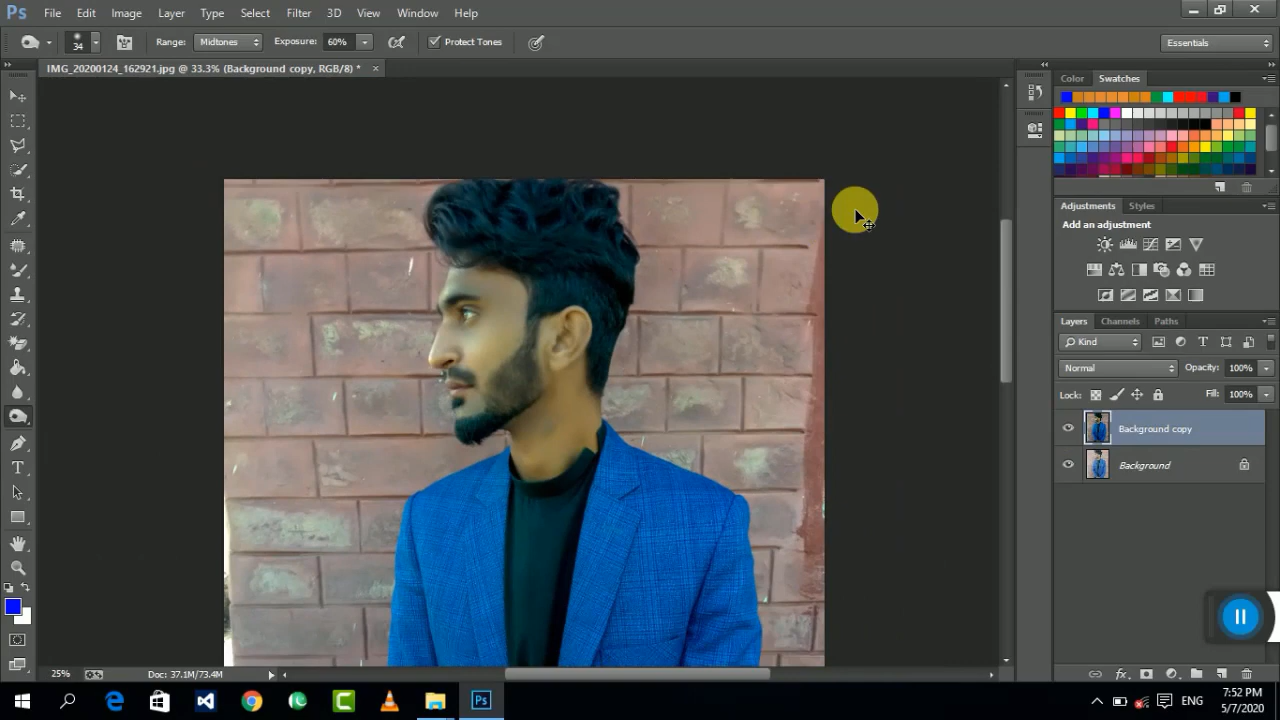 Ps File Edit Image Layer Type Select Filter 3D View Window Help
34 Range: Midtones Exposure: 60% Protect Tones Essentials
IMG_20200124_162921.jpg @ 33.3% (Background copy, RGB/8) * ×
Color Swatches
Adjustments Styles
Add an adjustment
Layers Channels Paths
Kind
Normal Opacity: 100%
Lock: Fill: 100%
Background copy
Background
25% Doc: 37.1M/73.4M
Ps ENG 7:52 PM
5/7/2020